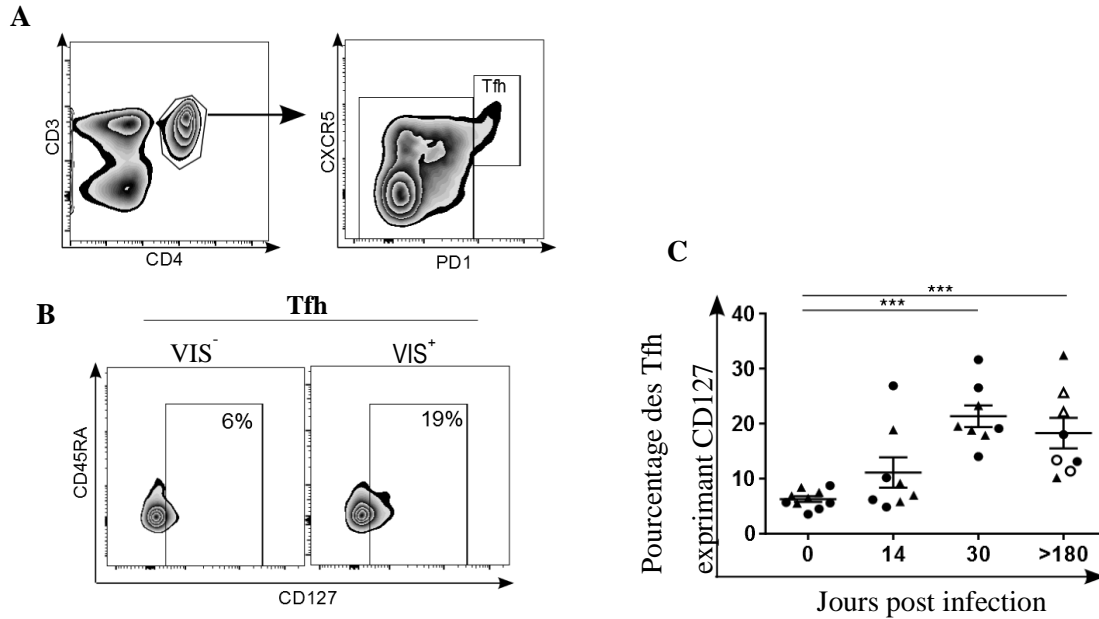 A
CD3
CD4
CXCR5
Tfh
PD1
B
Tfh
VIS-
VIS+
6%
19%
CD45RA
CD127
C
***
***
Pourcentage des Tfh
exprimant CD127
40
30
20
10
0
0 14 30 >180
Jours post infection